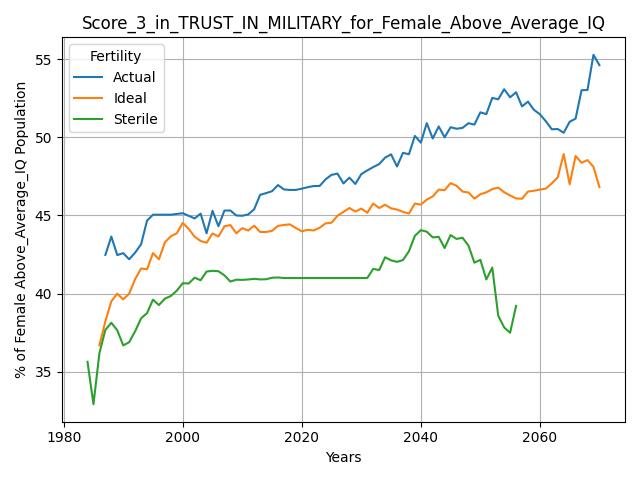 Score_3_in_TRUST_IN_MILITARY_for_Female_Above_Average_IQ
Fertility
Actual
Ideal
Sterile
% of Female Above_Average_IQ Population
55
50
45
40
35
1980
2000
2020
2040
2060
Years